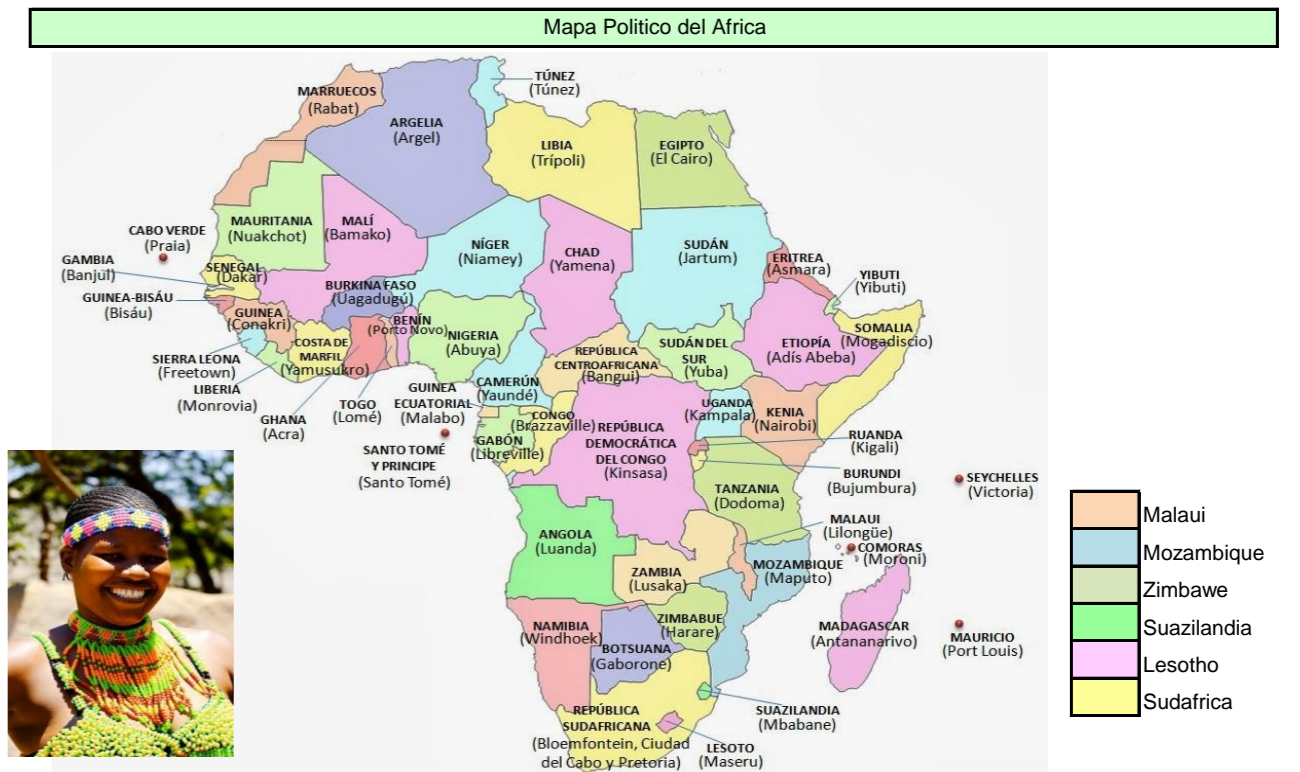 Mapa Politico del Africa
MARRUECOS
(Rabat)
TÚNEZ
(Túnez)
ARGELIA
(Argel)
LIBIA
(Trípoli)
EGIPTO
(El Cairo)
MAURITANIA
(Nuakchot)
MALÍ
(Bamako)
NÍGER
(Niamey)
CHAD
(Yamena)
SUDÁN
(Jartum)
ERITREA
(Asmara)
YIBUTI
(Yibuti)
CABO VERDE
(Praia)
GAMBIA
(Banjul)
SENEGAL
(Dakar)
GUINEA-BISÁU
(Bisáu)
GUINEA
(Conakri)
BURKINA FASO
(Uagadugú)
BENÍN
(Porto Novo)
NIGERIA
(Abuya)
COSTA DE
MARFIL
(Yamusukro)
SIERRA LEONA
(Freetown)
LIBERIA
(Monrovia)
GHANA
(Acra)
TOGO
(Lomé)
GUINEA
ECUATORIAL
(Malabo)
CAMERÚN
(Yaundé)
REPÚBLICA
CENTROAFRICANA
(Bangui)
SUDÁN DEL
SUR
(Yuba)
ETIOPÍA
(Adís Abeba)
SOMALIA
(Mogadiscio)
SANTO TOMÉ
Y PRINCIPE
(Santo Tomé)
GABÓN
(Libreville)
CONGO
(Brazzaville)
REPÚBLICA
DEMOCRÁTICA
DEL CONGO
(Kinsasa)
UGANDA
(Kampala)
KENIA
(Nairobi)
RUANDA
(Kigali)
BURUNDI
(Bujumbura)
SEYCHELLES
(Victoria)
TANZANIA
(Dodoma)
MALAUI
(Lilongüe)
COMORAS
(Moroni)
ANGOLA
(Luanda)
ZAMBIA
(Lusaka)
MOZAMBIQUE
(Maputo)
NAMIBIA
(Windhoek)
BOTSUANA
(Gaborone)
ZIMBABUE
(Harare)
MADAGASCAR
(Antananarivo)
MAURICIO
(Port Louis)
REPÚBLICA
SUDAFRICANA
(Bloemfontein, Ciudad
del Cabo y Pretoria)
SUAZILANDIA
(Mbabane)
LESOTO
(Maseru)
Malaui
Mozambique
Zimbawe
Suazilandia
Lesotho
Sudafrica